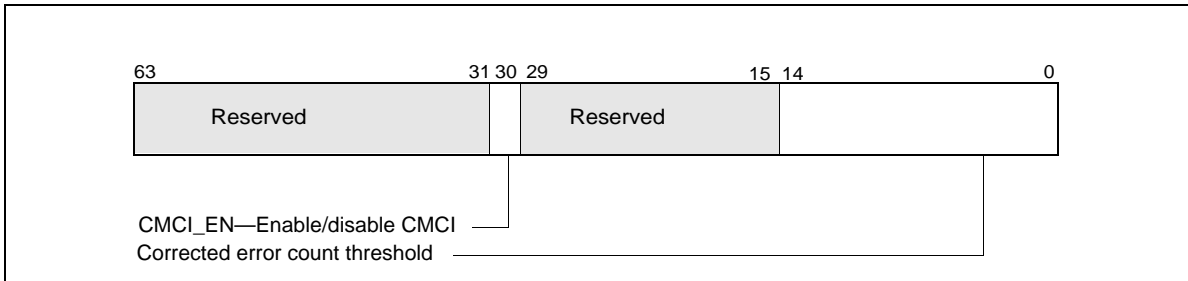 63 31 30 29 15 14 0
Reserved Reserved
CMCI_EN—Enable/disable CMCI
Corrected error count threshold